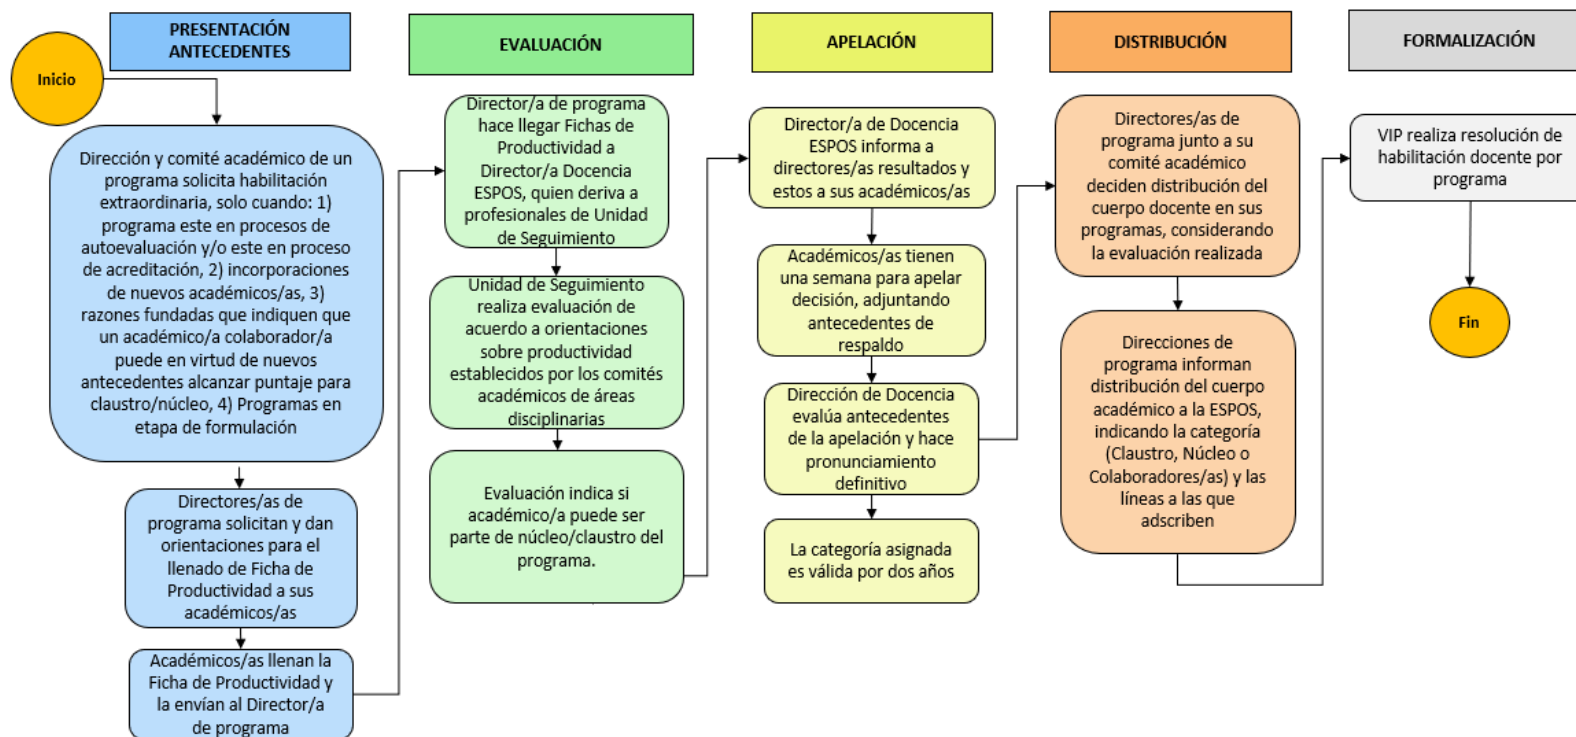 PRESENTACIÓN
ANTECEDENTES
EVALUACIÓN
APELACIÓN
DISTRIBUCIÓN
FORMALIZACIÓN
Inicio
Dirección y comité académico de un
programa solicita habilitación
extraordinaria, solo cuando: 1)
programa este en procesos de
autoevaluación y/o este en proceso
de acreditación, 2) incorporaciones
de nuevos académicos/as, 3)
razones fundadas que indiquen que
un académico/a colaborador/a
puede en virtud de nuevos
antecedentes alcanzar puntaje para
claustro/núcleo, 4) Programas en
etapa de formulación
Directores/as de
programa solicitan y dan
orientaciones para el
llenado de Ficha de
Productividad a sus
académicos/as
Académicos/as llenan la
Ficha de Productividad y
la envían al Director/a
de programa
Director/a de programa
hace llegar Fichas de
Productividad a
Director/a Docencia
ESPOS, quien deriva a
profesionales de Unidad
de Seguimiento
Unidad de Seguimiento
realiza evaluación de
acuerdo a orientaciones
sobre productividad
establecidos por los comités
académicos de áreas
disciplinarias
Evaluación indica si
académico/a puede ser
parte de núcleo/claustro del
programa.
Director/a de Docencia
ESPOS informa a
directores/as resultados y
estos a sus académicos/as
Académicos/as tienen
una semana para apelar
decisión, adjuntando
antecedentes de
respaldo
Dirección de Docencia
evalúa antecedentes
de la apelación y hace
pronunciamiento
definitivo
La categoría asignada
es válida por dos años
Directores/as de
programa junto a su
comité académico
deciden distribución del
cuerpo docente en sus
programas, considerando
la evaluación realizada
Direcciones de
programa informan
distribución del cuerpo
académico a la ESPOS,
indicando la categoría
(Claustro, Núcleo o
Colaboradores/as) y las
líneas a las que
adscriben
VIP realiza resolución de
habilitación docente por
programa
Fin